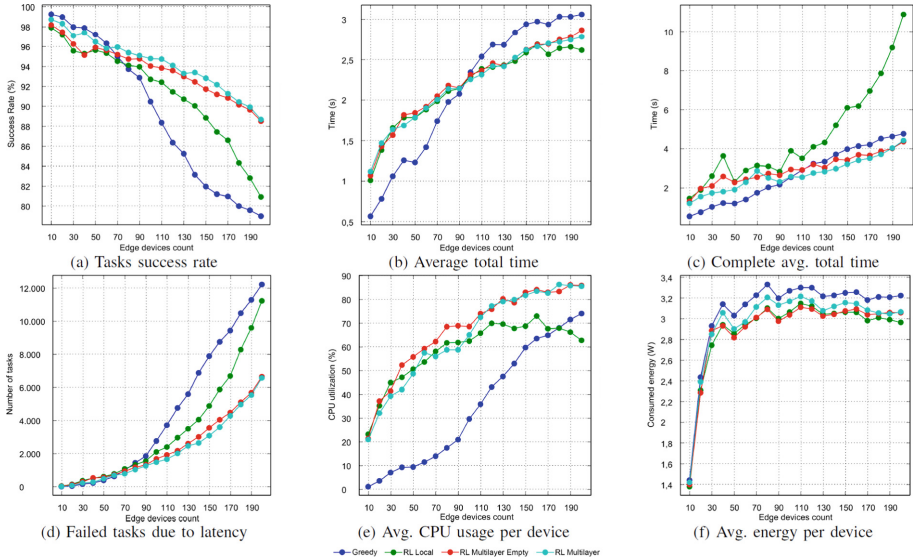 100
98
96
94
92
90
88
86
84
82
80
Success Rate (%)
10 30 50 70 90 110 130 150 170 190
Edge devices count
(a) Tasks success rate
3
2,5
2
1,5
1
0,5
Time (s)
10 30 50 70 90 110 130 150 170 190
Edge devices count
(b) Average total time
10
8
6
4
2
Time (s)
10 30 50 70 90 110 130 150 170 190
Edge devices count
(c) Complete avg. total time
12.000
10.000
8.000
6.000
4.000
2.000
0
Number of tasks
10 30 50 70 90 110 130 150 170 190
Edge devices count
(d) Failed tasks due to latency
90
80
70
60
50
40
30
20
10
0
CPU utilization (%)
10 30 50 70 90 110 130 150 170 190
Edge devices count
(e) Avg. CPU usage per device
3,4
3,2
3
2,8
2,6
2,4
2,2
2
1,8
1,6
1,4
Consumed energy (W)
10 30 50 70 90 110 130 150 170 190
Edge devices count
(f) Avg. energy per device
Greedy RL Local RL Multilayer Empty RL Multilayer